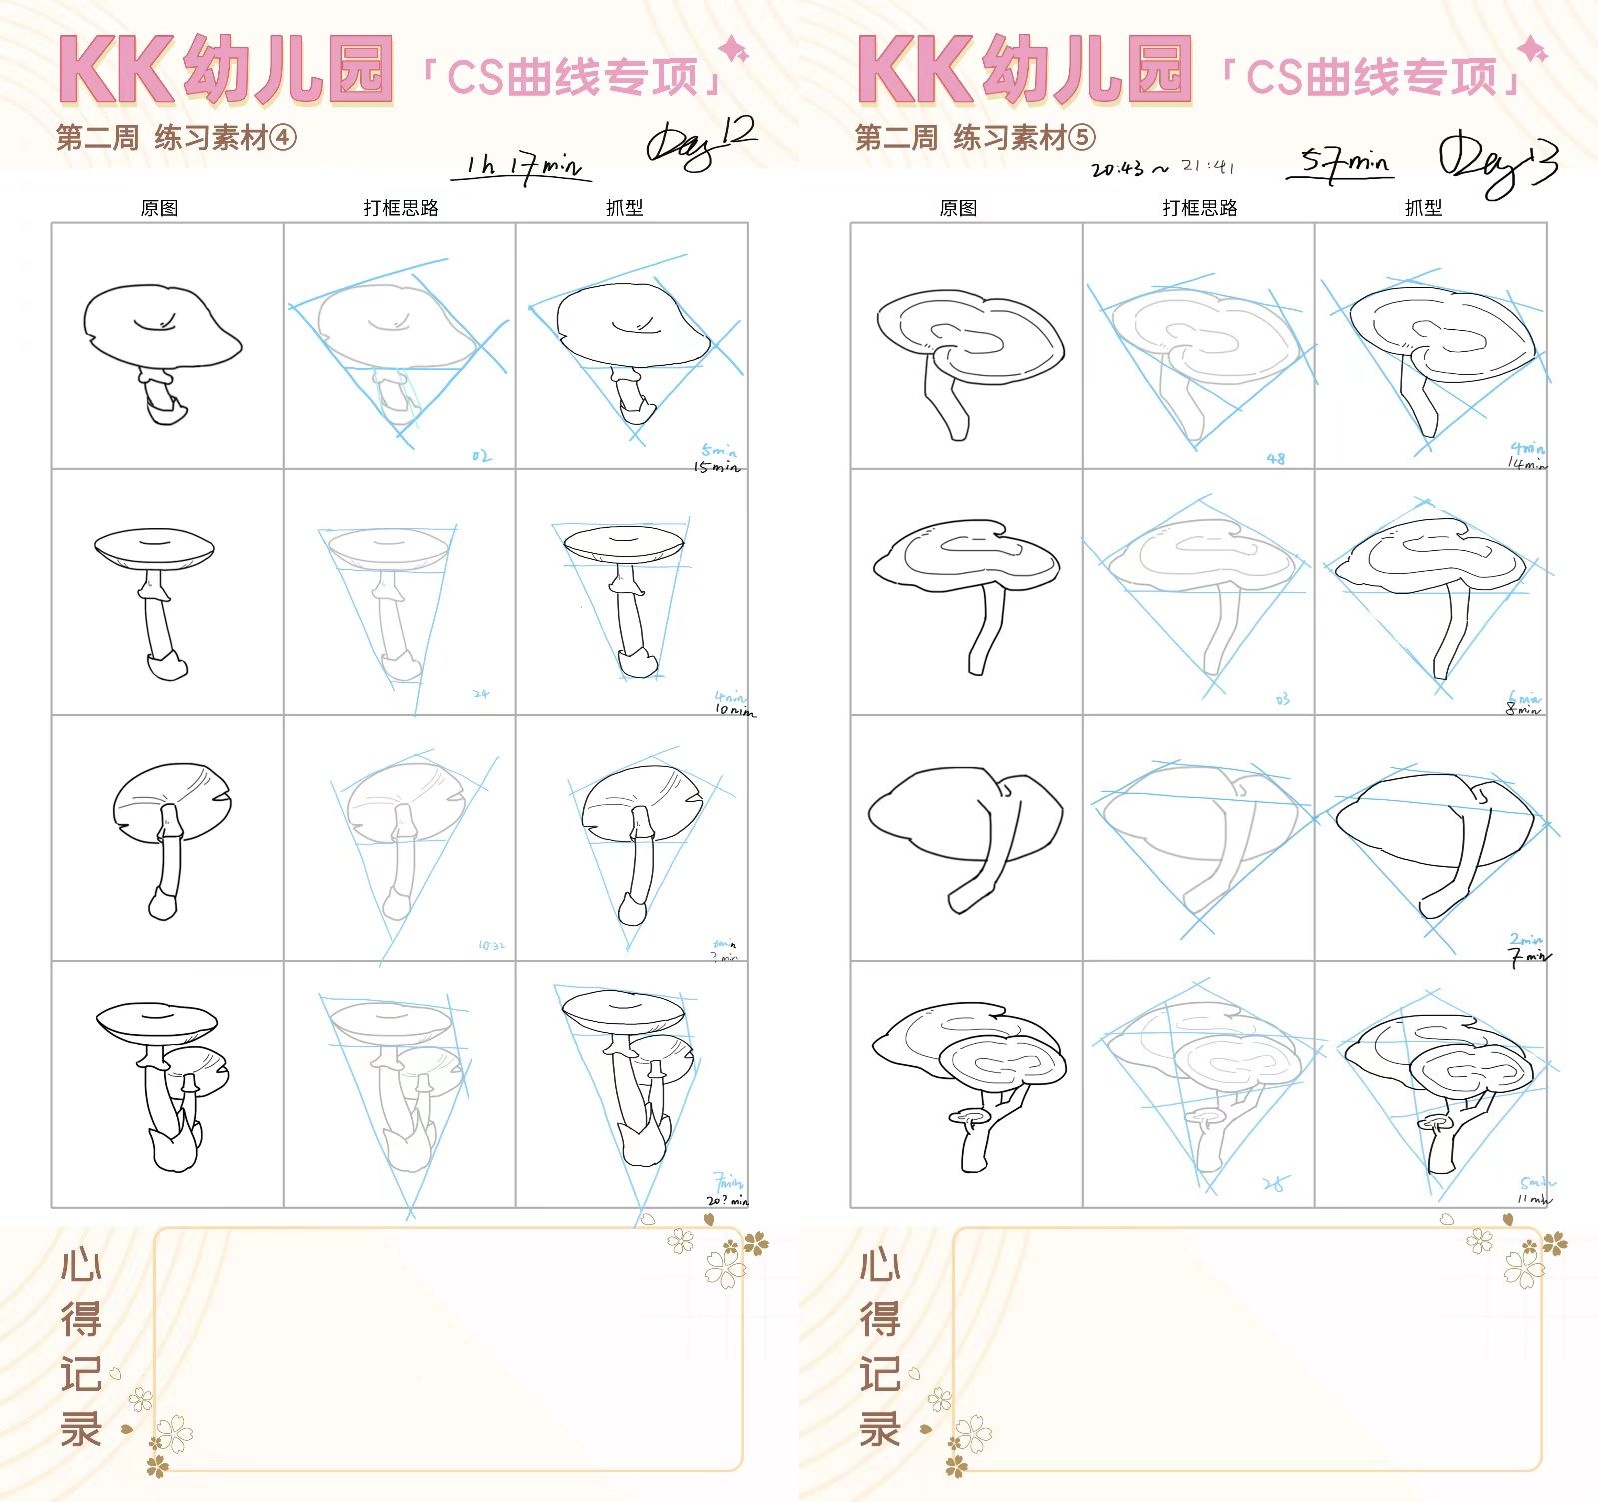 KK幼儿园「CS曲线专项」
第二周 练习素材④
Day 12
1h 17min
原图 打框思路 抓型
02
5min
15min
24
4min
10min
10:32
?min
7min
20?min
心得记录
KK幼儿园「CS曲线专项」
第二周 练习素材⑤
20:43 ~ 21:41
57min
Day 13
原图 打框思路 抓型
48
4min
14min
03
6min
8min
2min
7min
5min
11min
心得记录